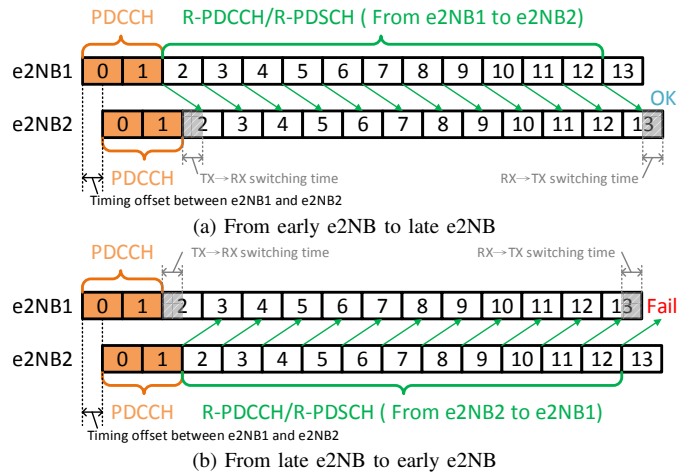 PDCCH R-PDCCH/R-PDSCH ( From e2NB1 to e2NB2)
e2NB1 0 1 2 3 4 5 6 7 8 9 10 11 12 13
OK
e2NB2 0 1 2 3 4 5 6 7 8 9 10 11 12 13
PDCCH TX→RX switching time RX→TX switching time
Timing offset between e2NB1 and e2NB2
(a) From early e2NB to late e2NB
PDCCH TX→RX switching time RX→TX switching time
e2NB1 0 1 2 3 4 5 6 7 8 9 10 11 12 13 Fail
e2NB2 0 1 2 3 4 5 6 7 8 9 10 11 12 13
PDCCH R-PDCCH/R-PDSCH ( From e2NB2 to e2NB1)
Timing offset between e2NB1 and e2NB2
(b) From late e2NB to early e2NB